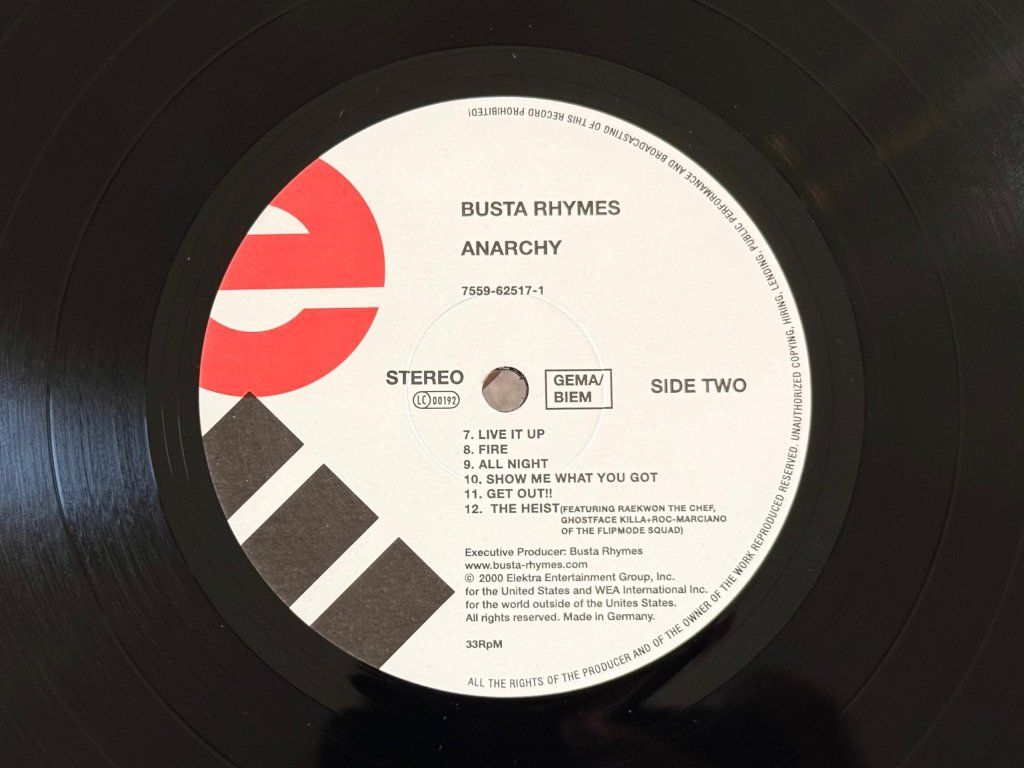 BUSTA RHYMES
ANARCHY
7559-62517-1
STEREO
LC 00192
GEMA/
BIEM
SIDE TWO
7. LIVE IT UP
8. FIRE
9. ALL NIGHT
10. SHOW ME WHAT YOU GOT
11. GET OUT!!
12. THE HEIST (FEATURING RAEKWON THE CHEF,
GHOSTFACE KILLA+ROC-MARCIANO
OF THE FLIPMODE SQUAD)
Executive Producer: Busta Rhymes
www.busta-rhymes.com
© 2000 Elektra Entertainment Group, Inc.
for the United States and WEA International Inc.
for the world outside of the Unites States.
All rights reserved. Made in Germany.
33RpM
ALL THE RIGHTS OF THE PRODUCER AND OF THE OWNER OF THE WORK REPRODUCED RESERVED. UNAUTHORIZED COPYING, HIRING, LENDING, PUBLIC PERFORMANCE AND BROADCASTING OF THIS RECORD PROHIBITED!
e